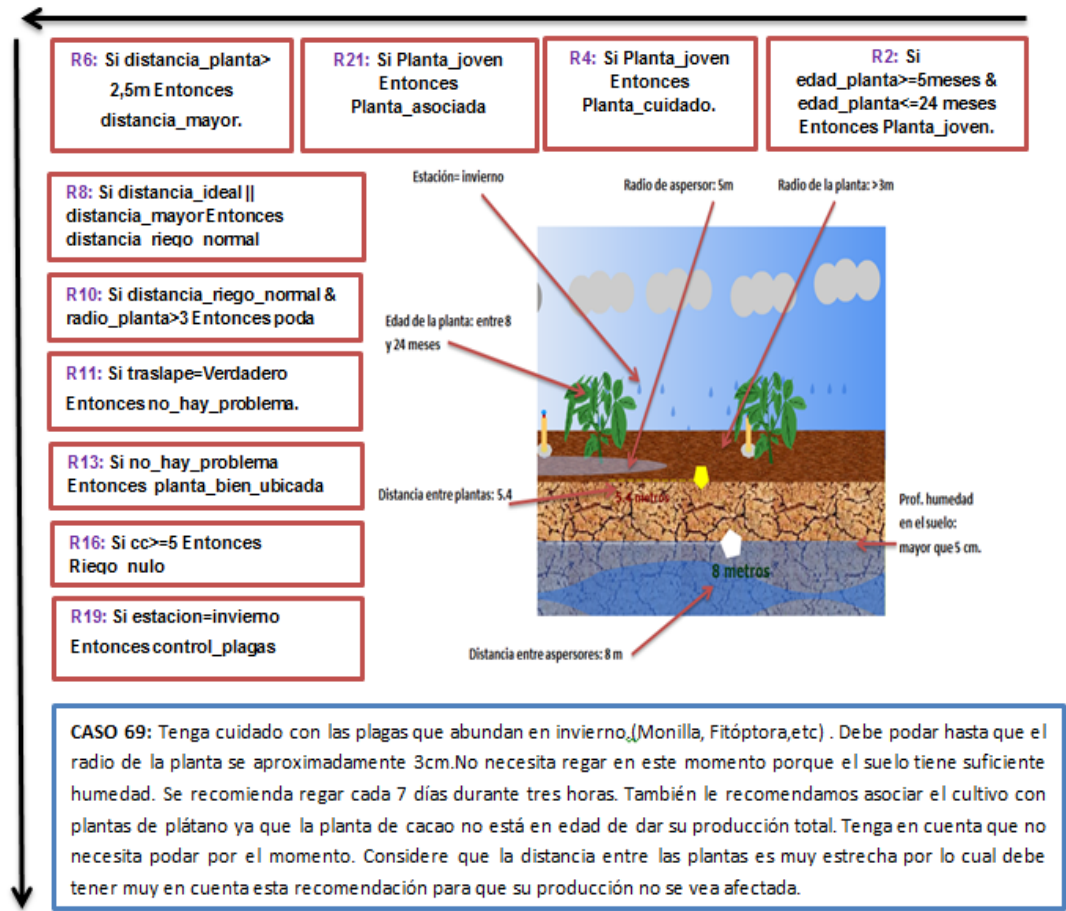 R6: Si distancia_planta>
2,5m Entonces
distancia_mayor.
R21: Si Planta_joven
Entonces
Planta_asociada
R4: Si Planta_joven
Entonces
Planta_cuidado.
R2: Si
edad_planta>=5meses &
edad_planta<=24 meses
Entonces Planta_joven.
R8: Si distancia_ideal ||
distancia_mayor Entonces
distancia_riego_normal
R10: Si distancia_riego_normal &
radio_planta>3 Entonces poda
R11: Si traslape=Verdadero
Entonces no_hay_problema.
R13: Si no_hay_problema
Entonces planta_bien_ubicada
R16: Si cc>=5 Entonces
Riego_nulo
R19: Si estacion=invierno
Entonces control_plagas
Estación= invierno
Radio de aspersor: 5m
Radio de la planta: >3m
Edad de la planta: entre 8
y 24 meses
Distancia entre plantas: 5.4
5.4 metros
Prof. humedad
en el suelo:
mayor que 5 cm.
8 metros
Distancia entre aspersores: 8 m
CASO 69: Tenga cuidado con las plagas que abundan en invierno.(Monilla, Fitóptora,etc) . Debe podar hasta que el
radio de la planta se aproximadamente 3cm.No necesita regar en este momento porque el suelo tiene suficiente
humedad. Se recomienda regar cada 7 días durante tres horas. También le recomendamos asociar el cultivo con
plantas de plátano ya que la planta de cacao no está en edad de dar su producción total. Tenga en cuenta que no
necesita podar por el momento. Considere que la distancia entre las plantas es muy estrecha por lo cual debe
tener muy en cuenta esta recomendación para que su producción no se vea afectada.